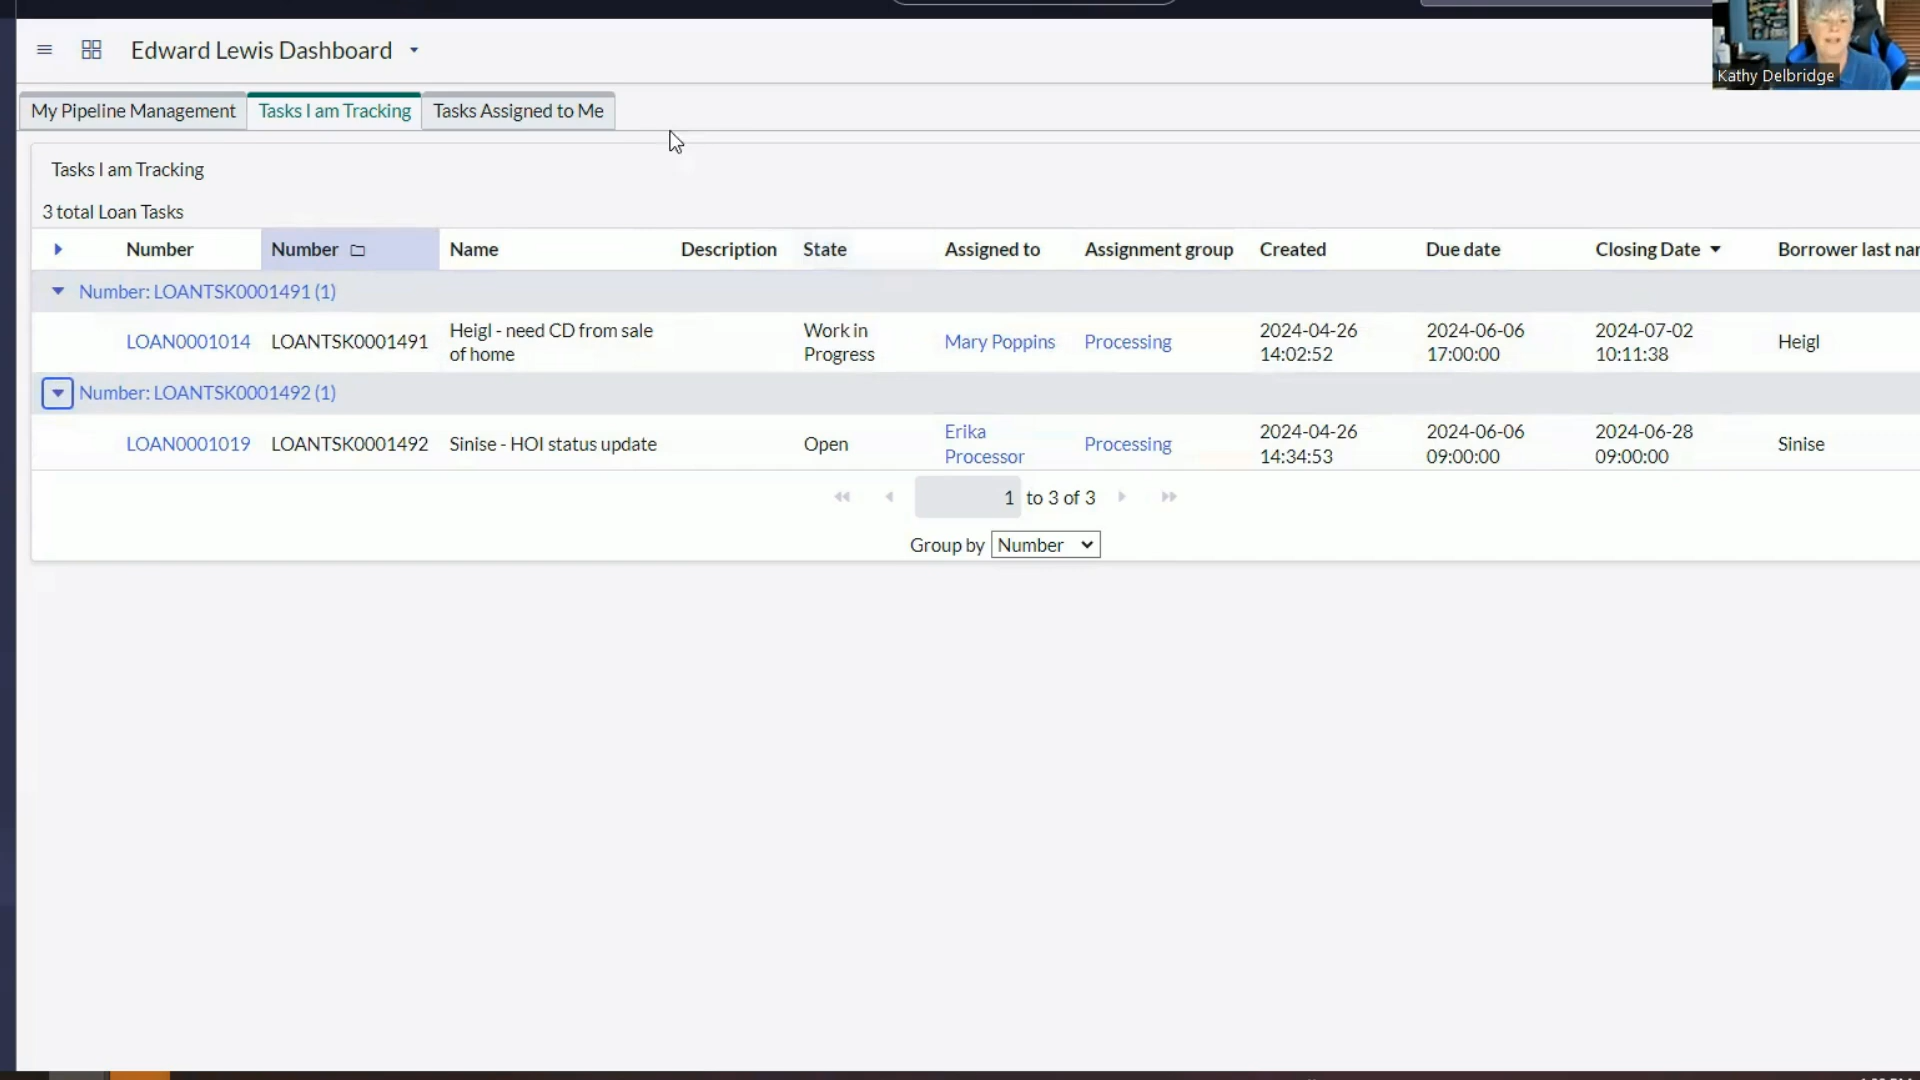 Edward Lewis Dashboard
Kathy Delbridge
My Pipeline Management Tasks I am Tracking Tasks Assigned to Me
Tasks I am Tracking
3 total Loan Tasks
Number Number Name Description State Assigned to Assignment group Created Due date Closing Date Borrower last nar
Number: LOANTSK0001491 (1)
LOAN0001014 LOANTSK0001491 Heigl - need CD from sale of home Work in Progress Mary Poppins Processing 2024-04-26 14:02:52 2024-06-06 17:00:00 2024-07-02 10:11:38 Heigl
Number: LOANTSK0001492 (1)
LOAN0001019 LOANTSK0001492 Sinise - HOI status update Open Erika Processor Processing 2024-04-26 14:34:53 2024-06-06 09:00:00 2024-06-28 09:00:00 Sinise
1 to 3 of 3
Group by Number